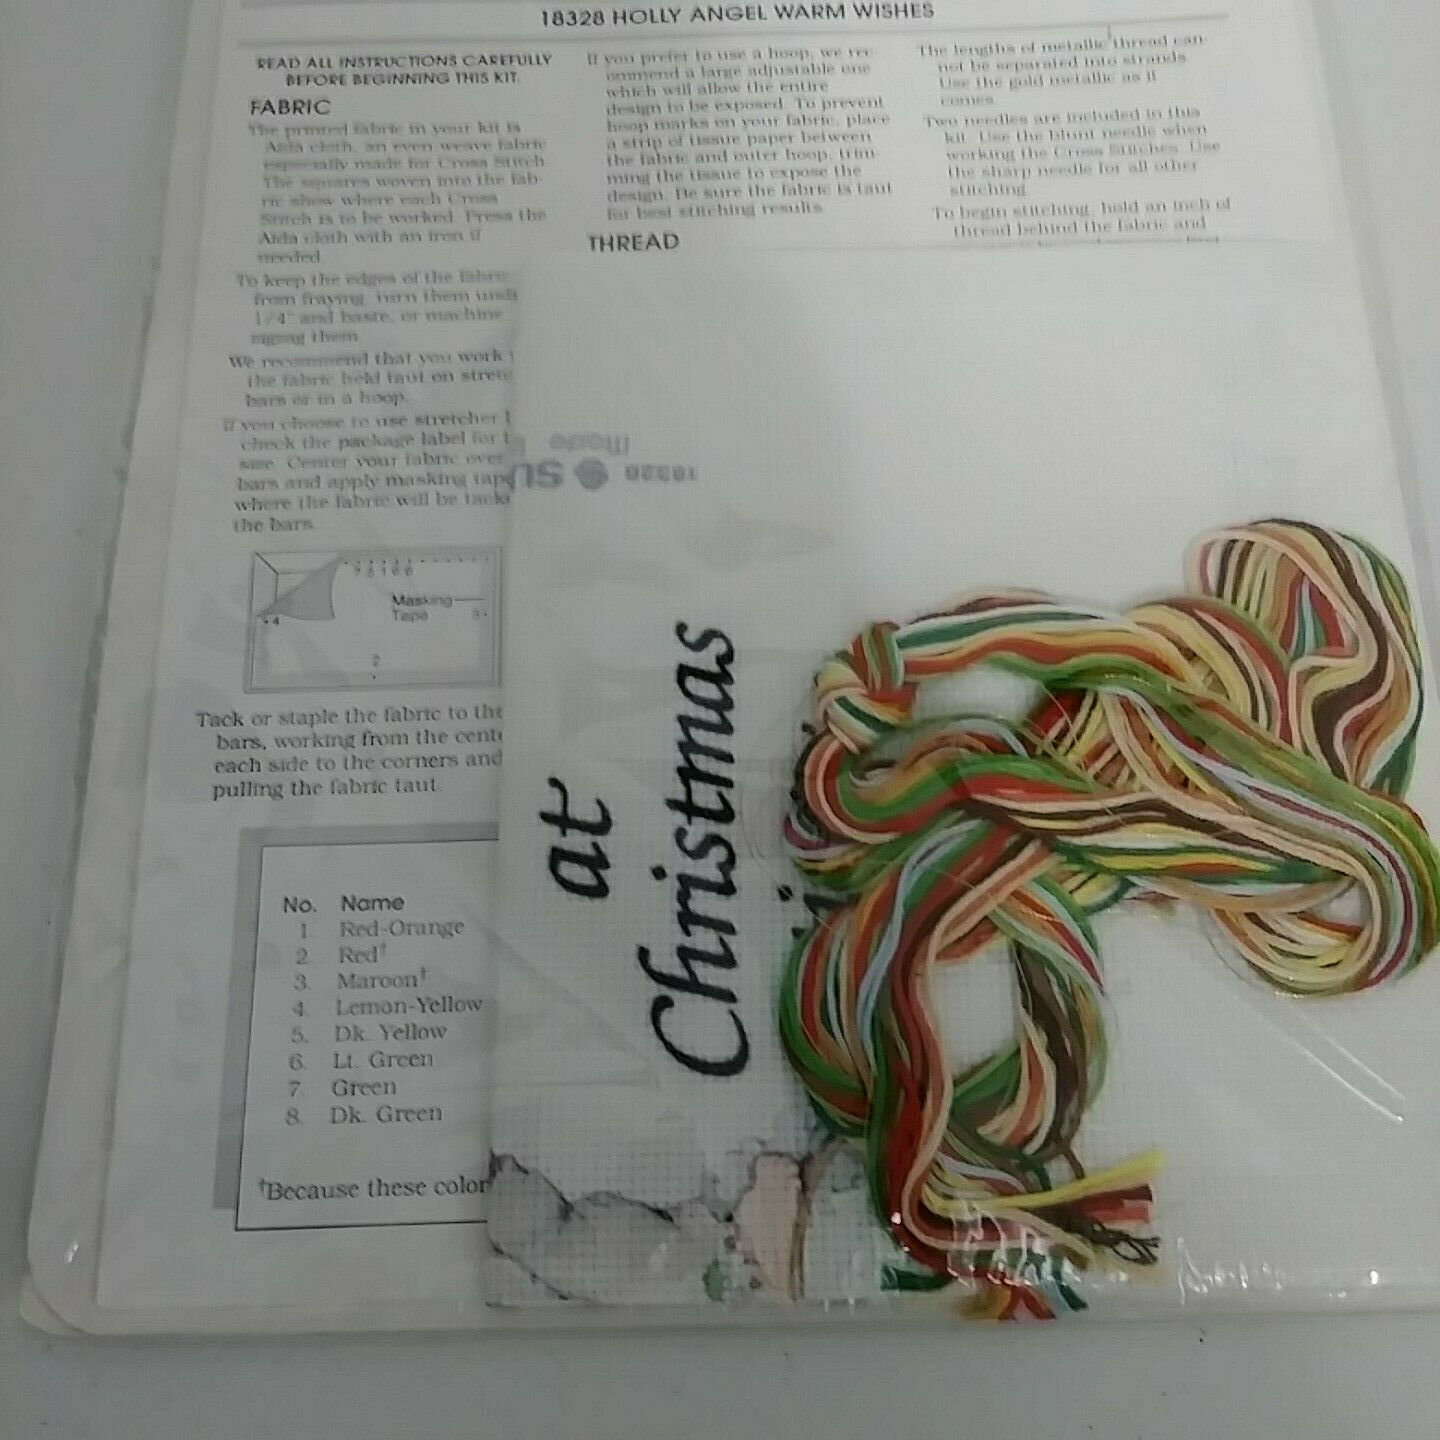 18328 HOLLY ANGEL WARM WISHES
READ ALL INSTRUCTIONS CAREFULLY
BEFORE BEGINNING THIS KIT.
FABRIC
The printed fabric in your kit is
Aida cloth, an even weave fabric
especially made for Cross Stitch.
The squares woven into the fab-
ric show where each Cross
Stitch is to be worked. Press the
Aida cloth with an iron if
needed.
To keep the edges of the fabric
from fraying, turn them unde
1/4" and baste, or machine
zigzag them.
We recommend that you work
the fabric held taut on stretc
bars or in a hoop.
If you choose to use stretcher
check the package label for
size. Center your fabric over
bars and apply masking tape
where the fabric will be tacke
the bars.
Masking
Tape
3
4
2
Tack or staple the fabric to the
bars, working from the cente
each side to the corners and
pulling the fabric taut.
No. Name
1. Red-Orange
2. Red†
3. Maroon†
4. Lemon-Yellow
5. Dk. Yellow
6. Lt. Green
7. Green
8. Dk. Green
†Because these color
If you prefer to use a hoop, we rec-
ommend a large adjustable one
which will allow the entire
design to be exposed. To prevent
hoop marks on your fabric, place
a strip of tissue paper between
the fabric and outer hoop, trim-
ming the tissue to expose the
design. Be sure the fabric is taut
for best stitching results.
THREAD
The lengths of metallic thread can-
not be separated into strands.
Use the gold metallic as it
comes.
Two needles are included in this
kit. Use the blunt needle when
working the Cross Stitches. Use
the sharp needle for all other
stitching.
To begin stitching, hold an inch of
thread behind the fabric and
Made
18328 SU
at
Christmas